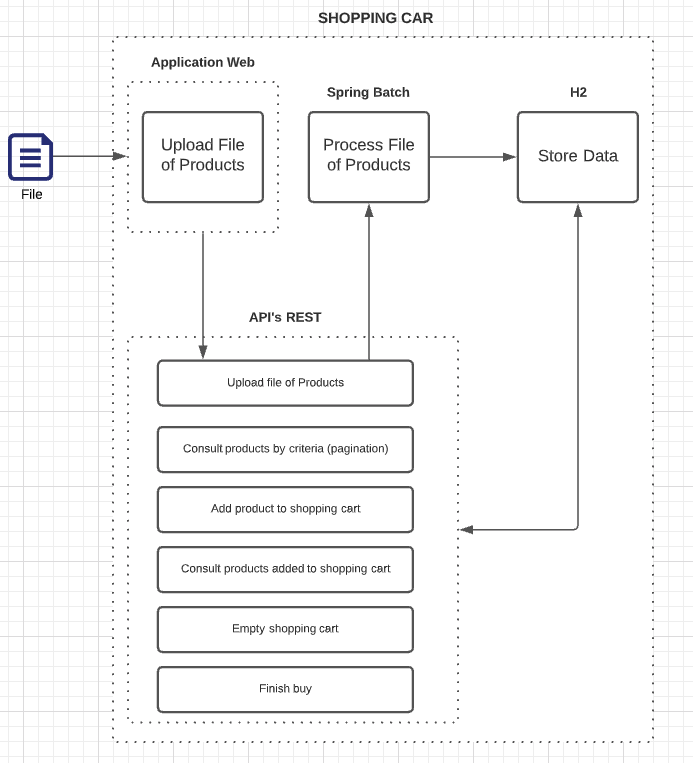 SHOPPING CAR
Application Web
Spring Batch
H2
Upload File
of Products
Process File
of Products
Store Data
File
API's REST
Upload file of Products
Consult products by criteria (pagination)
Add product to shopping cart
Consult products added to shopping cart
Empty shopping cart
Finish buy